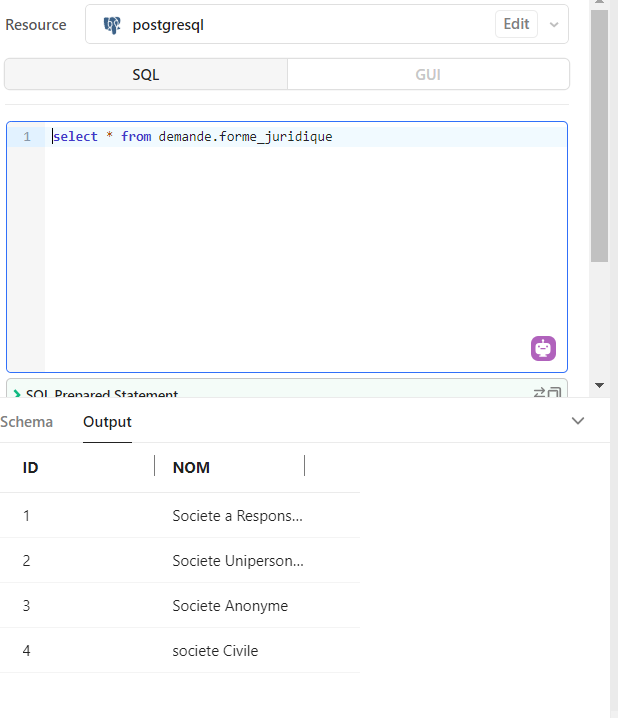 Resource postgresql Edit
SQL GUI
1 select * from demande.forme_juridique
SQL Prepared Statement
Schema Output
ID NOM
1 Societe a Respons...
2 Societe Uniperson...
3 Societe Anonyme
4 societe Civile